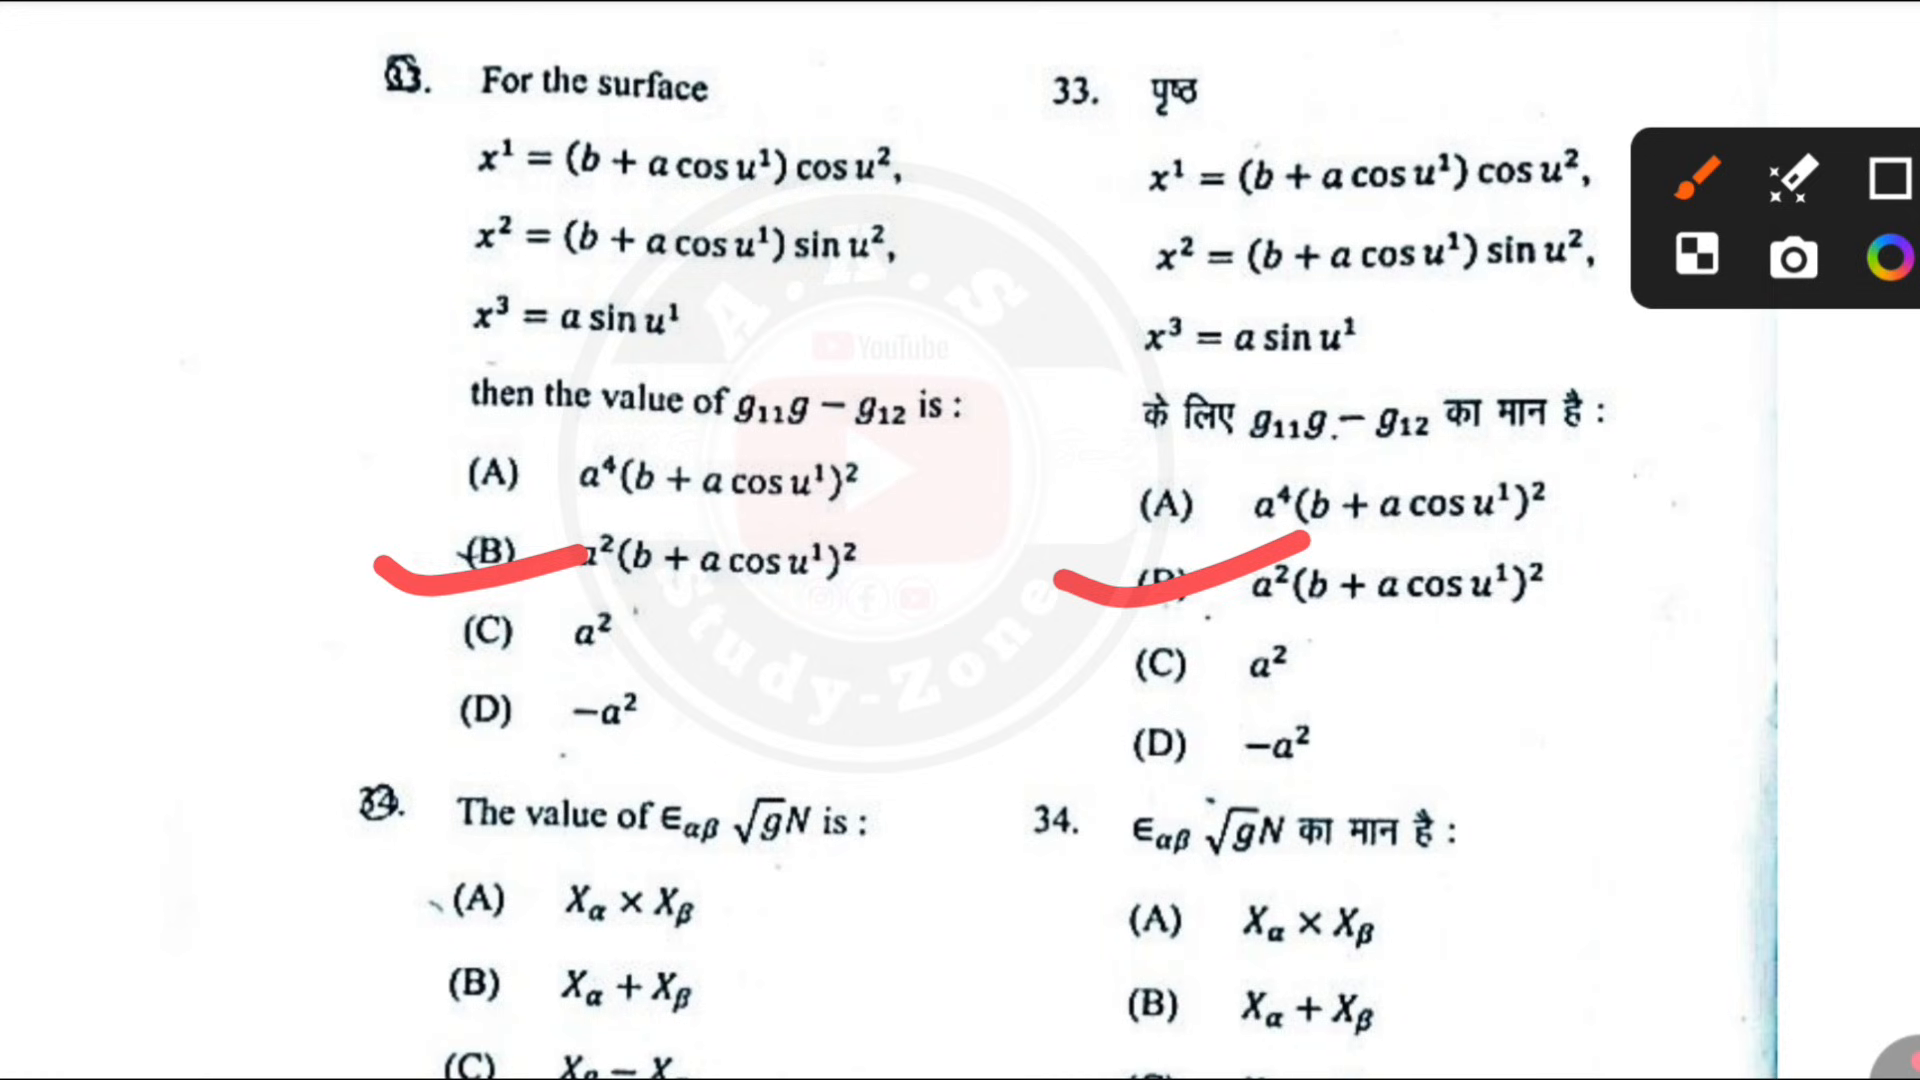 33. For the surface
x¹ = (b + a cos u¹) cos u²,
x² = (b + a cos u¹) sin u²,
x³ = a sin u¹
then the value of g₁₁g − g₁₂ is :
(A) a⁴(b + a cos u¹)²
(B) a²(b + a cos u¹)²
(C) a²
(D) −a²
34. The value of ∈αβ √g N is :
(A) Xα × Xβ
(B) Xα + Xβ
(C)
33. पृष्ठ
x¹ = (b + a cos u¹) cos u²,
x² = (b + a cos u¹) sin u²,
x³ = a sin u¹
के लिए g₁₁g − g₁₂ का मान है :
(A) a⁴(b + a cos u¹)²
(B) a²(b + a cos u¹)²
(C) a²
(D) −a²
34. ∈αβ √g N का मान है :
(A) Xα × Xβ
(B) Xα + Xβ
A.K.S
YouTube
Study-Zone